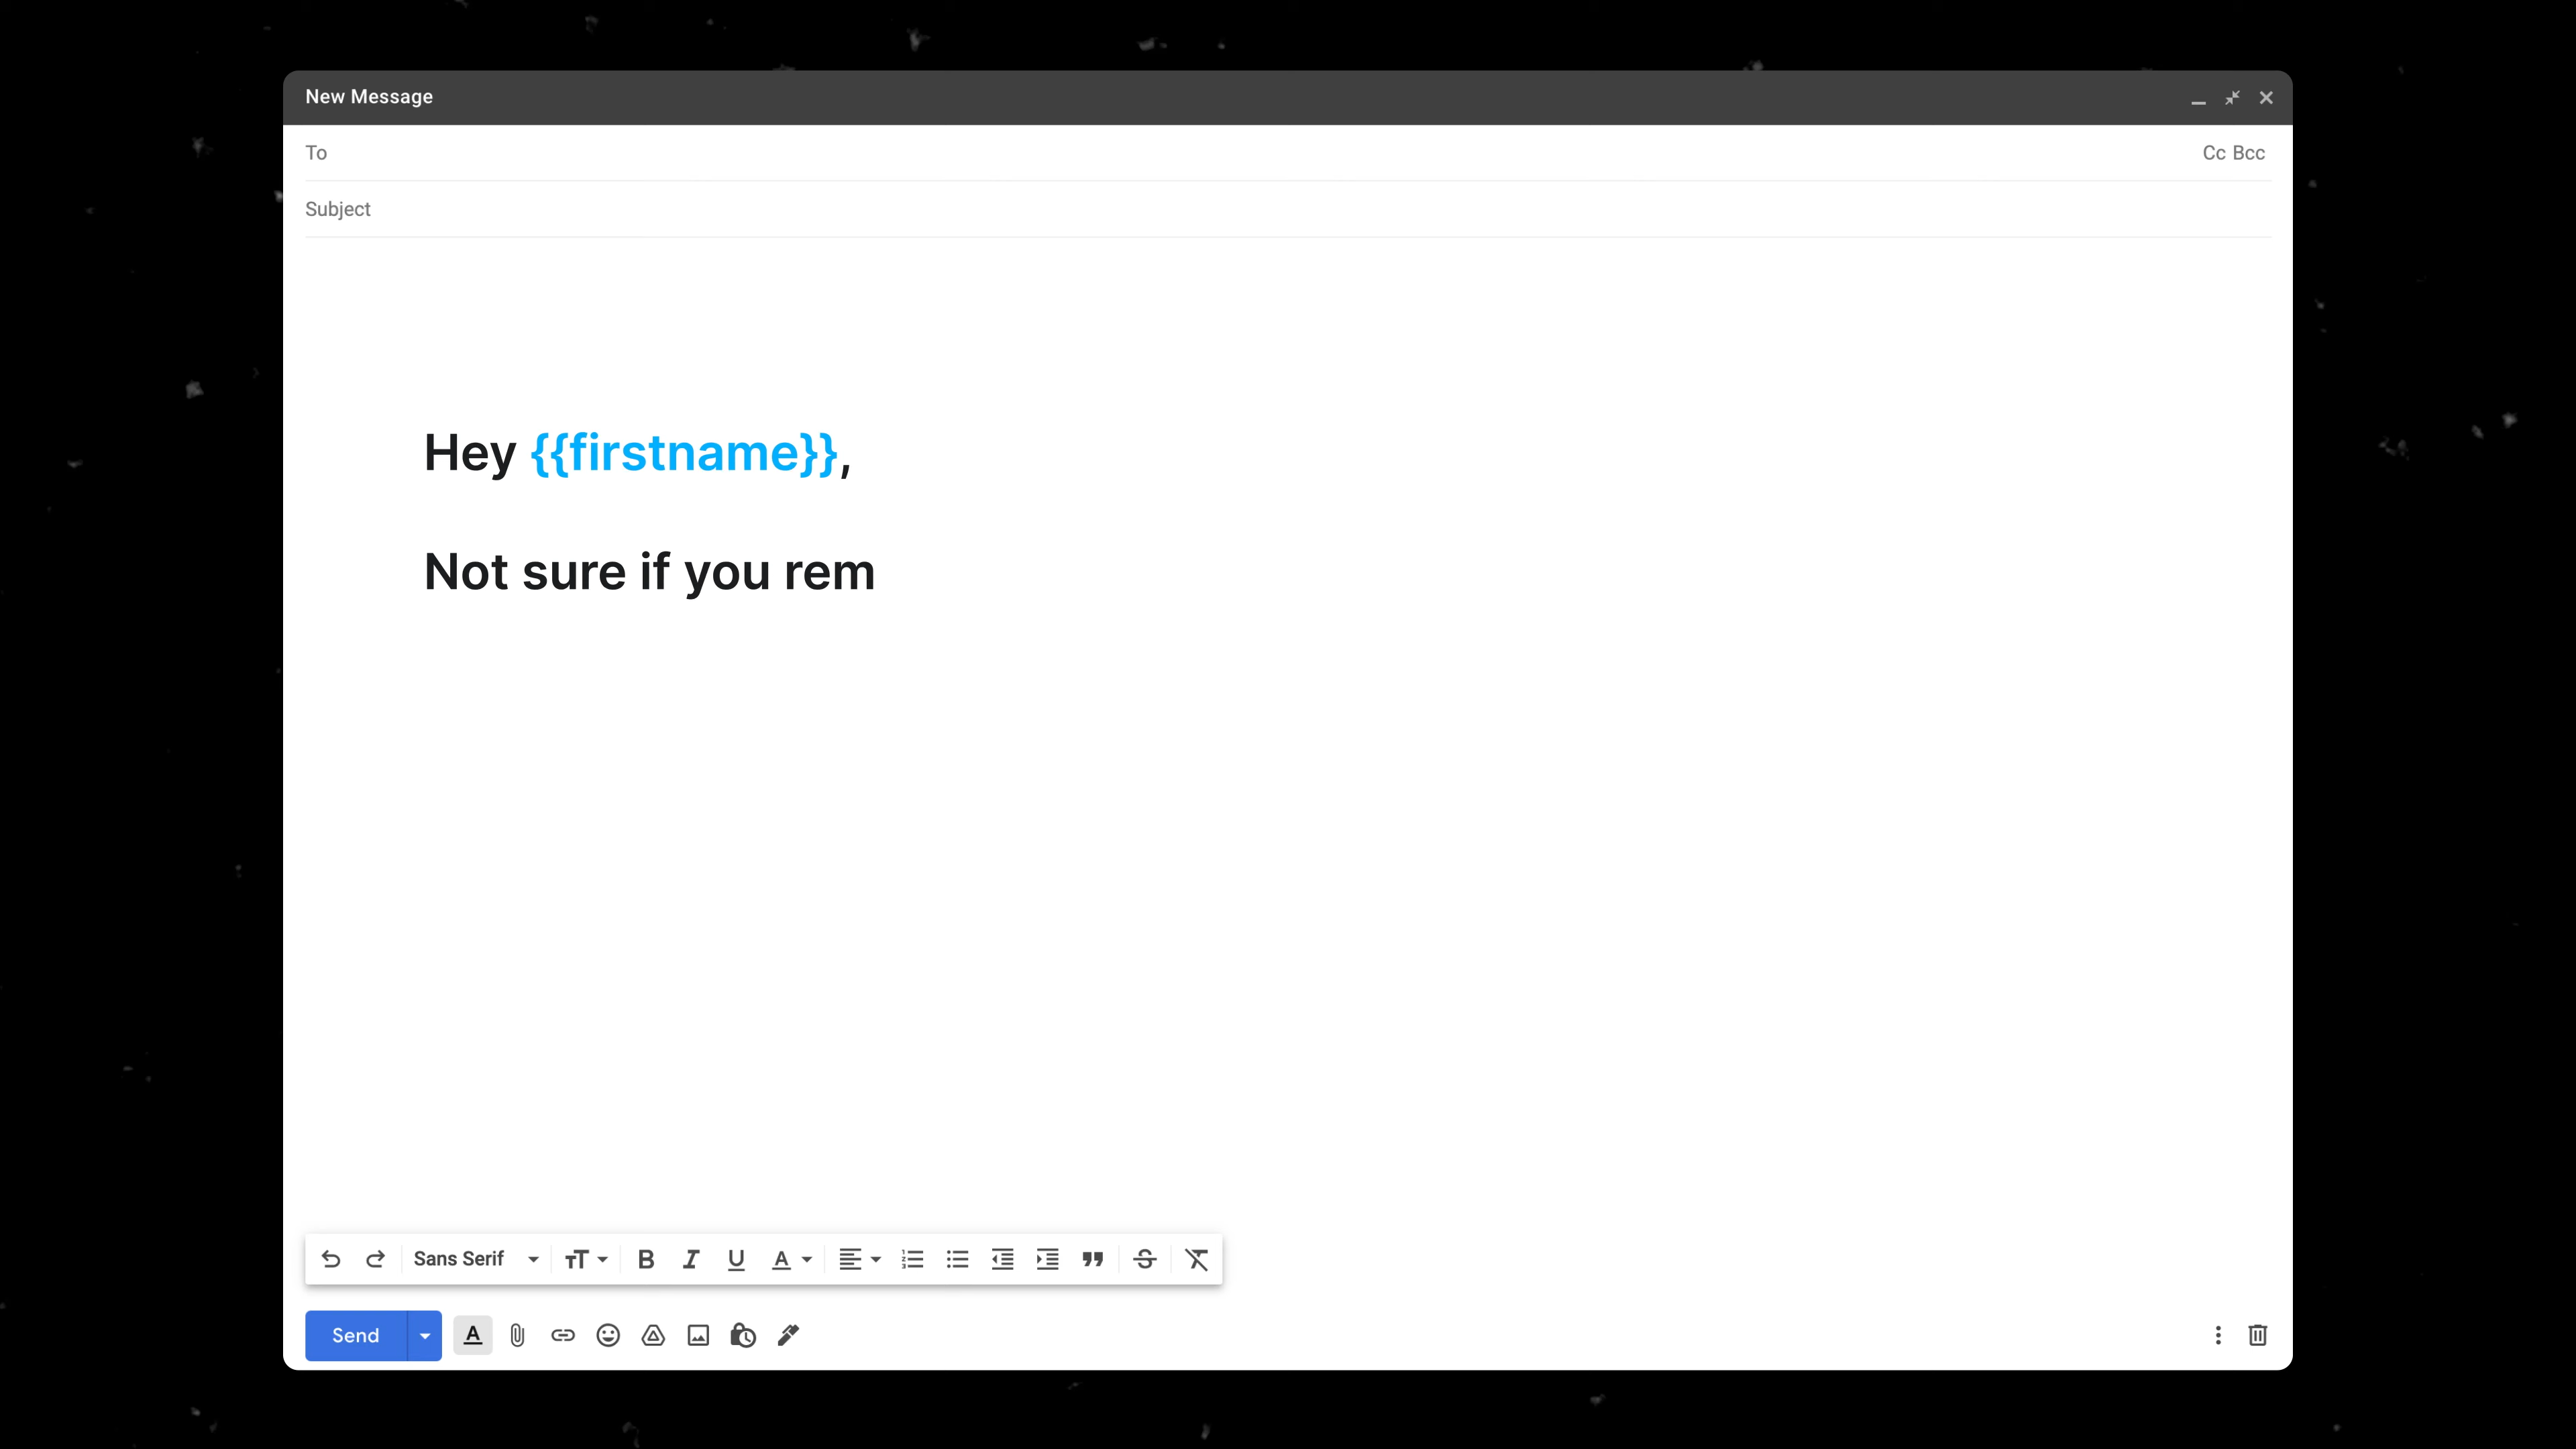 New Message
To
Cc Bcc
Subject
Hey {{firstname}},
Not sure if you rem
Sans Serif
Send